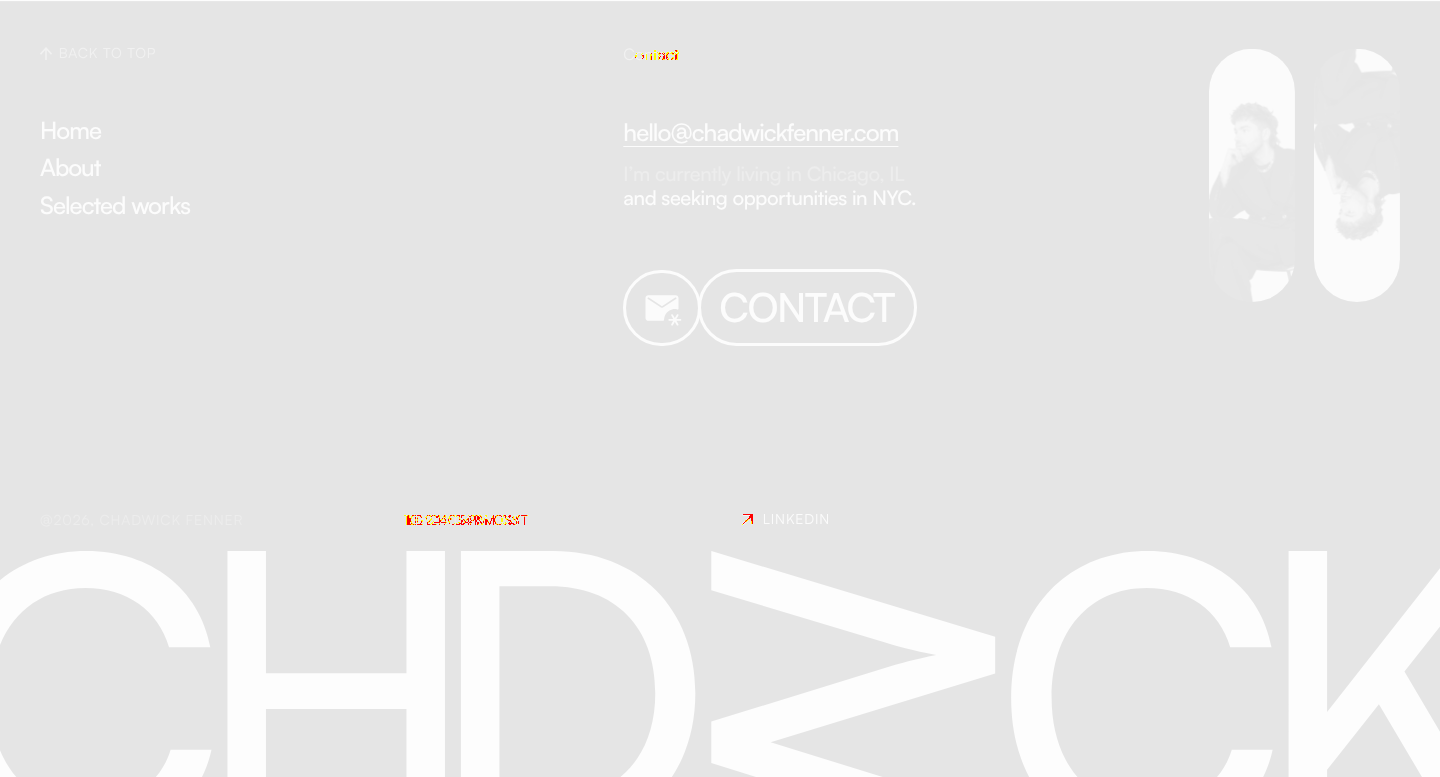 BACK TO TOP
Home
About
Selected works
Contact
hello@chadwickfenner.com
I'm currently living in Chicago, IL
and seeking opportunities in NYC.
CONTACT
©2026, CHADWICK FENNER
LINKEDIN
CHDWCK